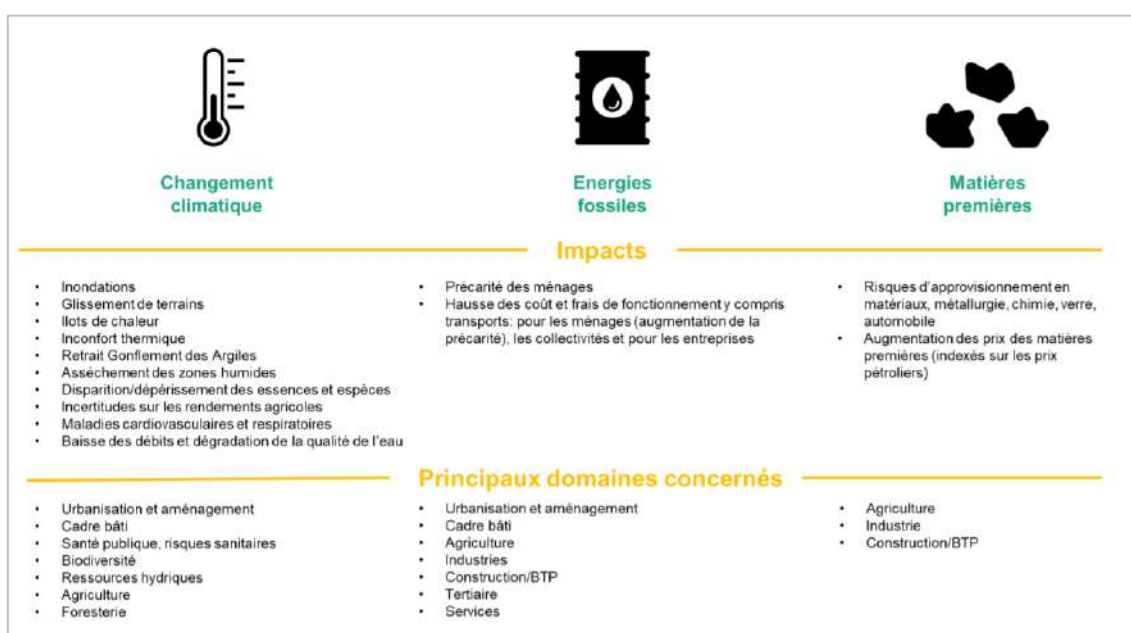 Changement
climatique
Energies
fossiles
Matières
premières
Impacts
• Inondations
• Glissement de terrains
• Ilots de chaleur
• Inconfort thermique
• Retrait Gonflement des Argiles
• Asséchement des zones humides
• Disparition/dépérissement des essences et espèces
• Incertitudes sur les rendements agricoles
• Maladies cardiovasculaires et respiratoires
• Baisse des débits et dégradation de la qualité de l'eau
• Précarité des ménages
• Hausse des coût et frais de fonctionnement y compris
transports: pour les ménages (augmentation de la
précarité), les collectivités et pour les entreprises
• Risques d'approvisionnement en
matériaux, métallurgie, chimie, verre,
automobile
• Augmentation des prix des matières
premières (indexés sur les prix
pétroliers)
Principaux domaines concernés
• Urbanisation et aménagement
• Cadre bâti
• Santé publique, risques sanitaires
• Biodiversité
• Ressources hydriques
• Agriculture
• Foresterie
• Urbanisation et aménagement
• Cadre bâti
• Agriculture
• Industries
• Construction/BTP
• Tertiaire
• Services
• Agriculture
• Industrie
• Construction/BTP